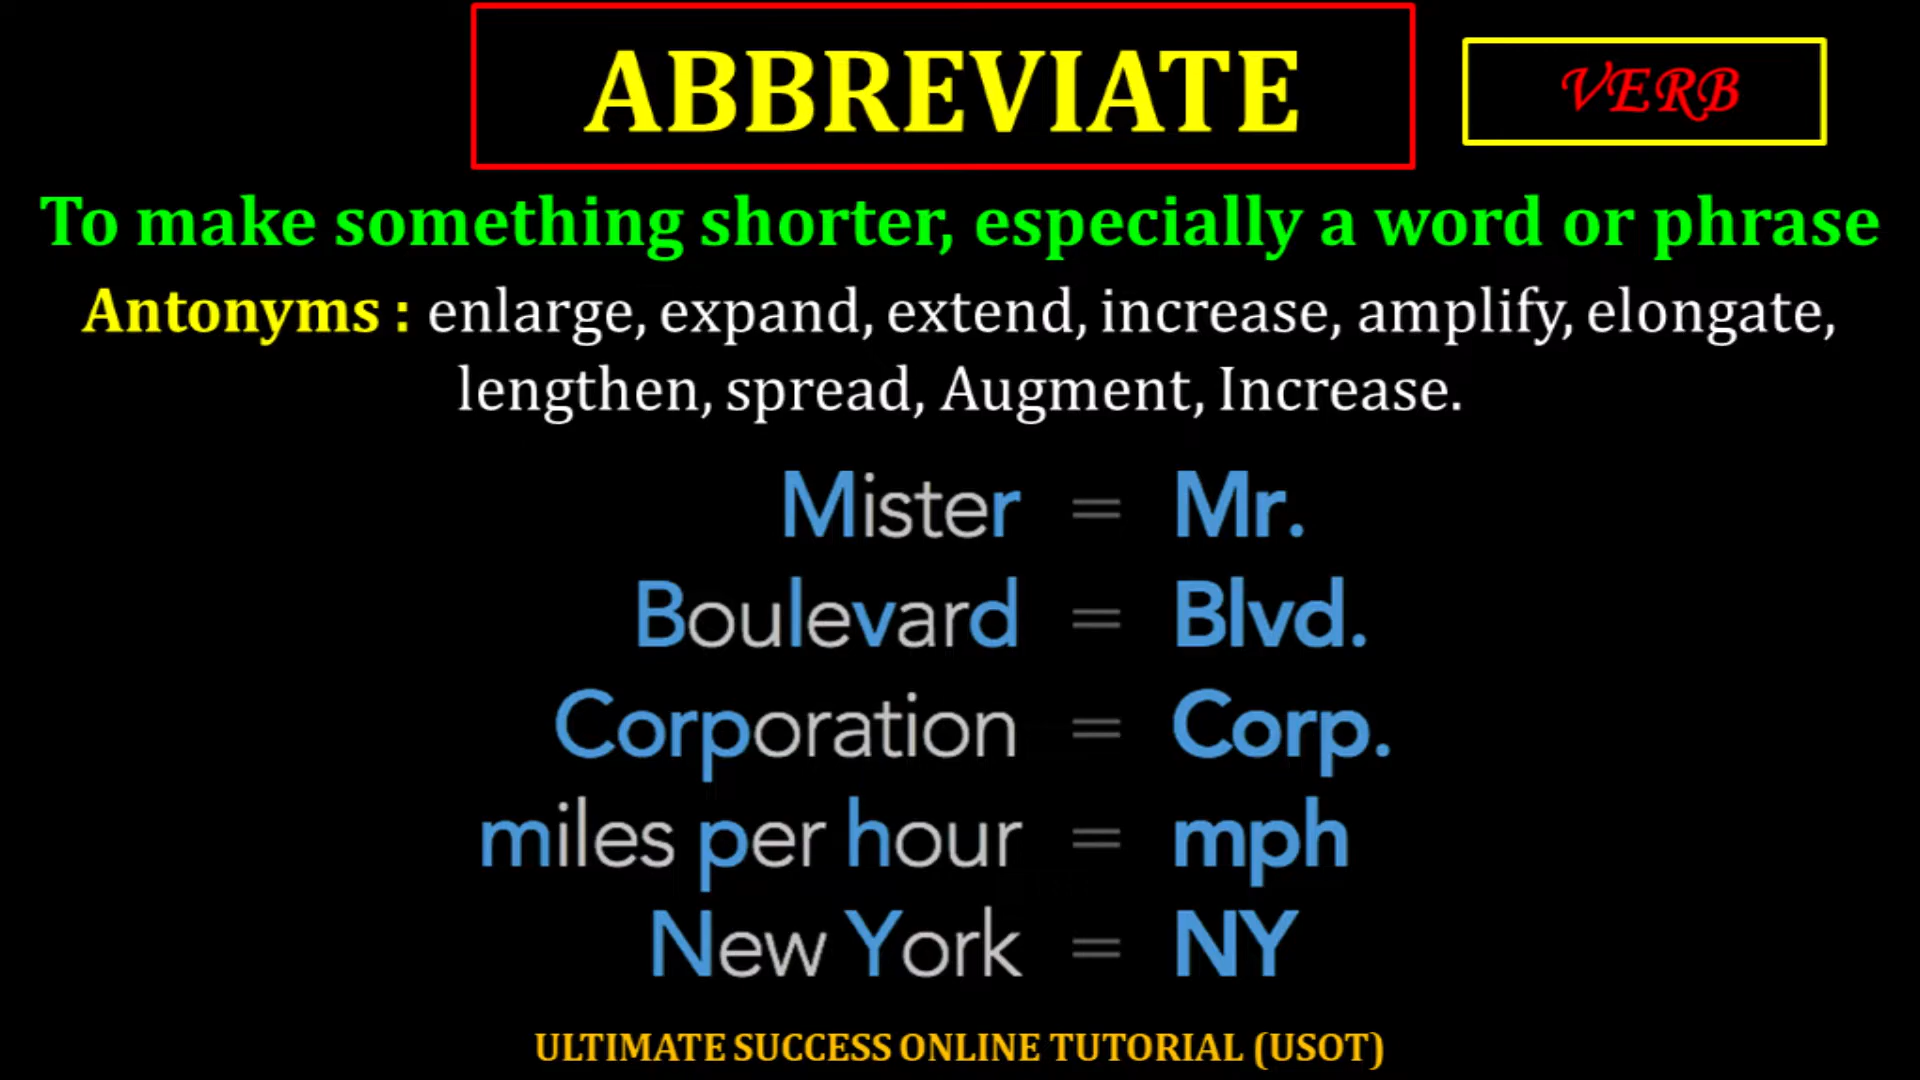 ABBREVIATE
VERB
To make something shorter, especially a word or phrase
Antonyms : enlarge, expand, extend, increase, amplify, elongate,
lengthen, spread, Augment, Increase.
Mister = Mr.
Boulevard = Blvd.
Corporation = Corp.
miles per hour = mph
New York = NY
ULTIMATE SUCCESS ONLINE TUTORIAL (USOT)